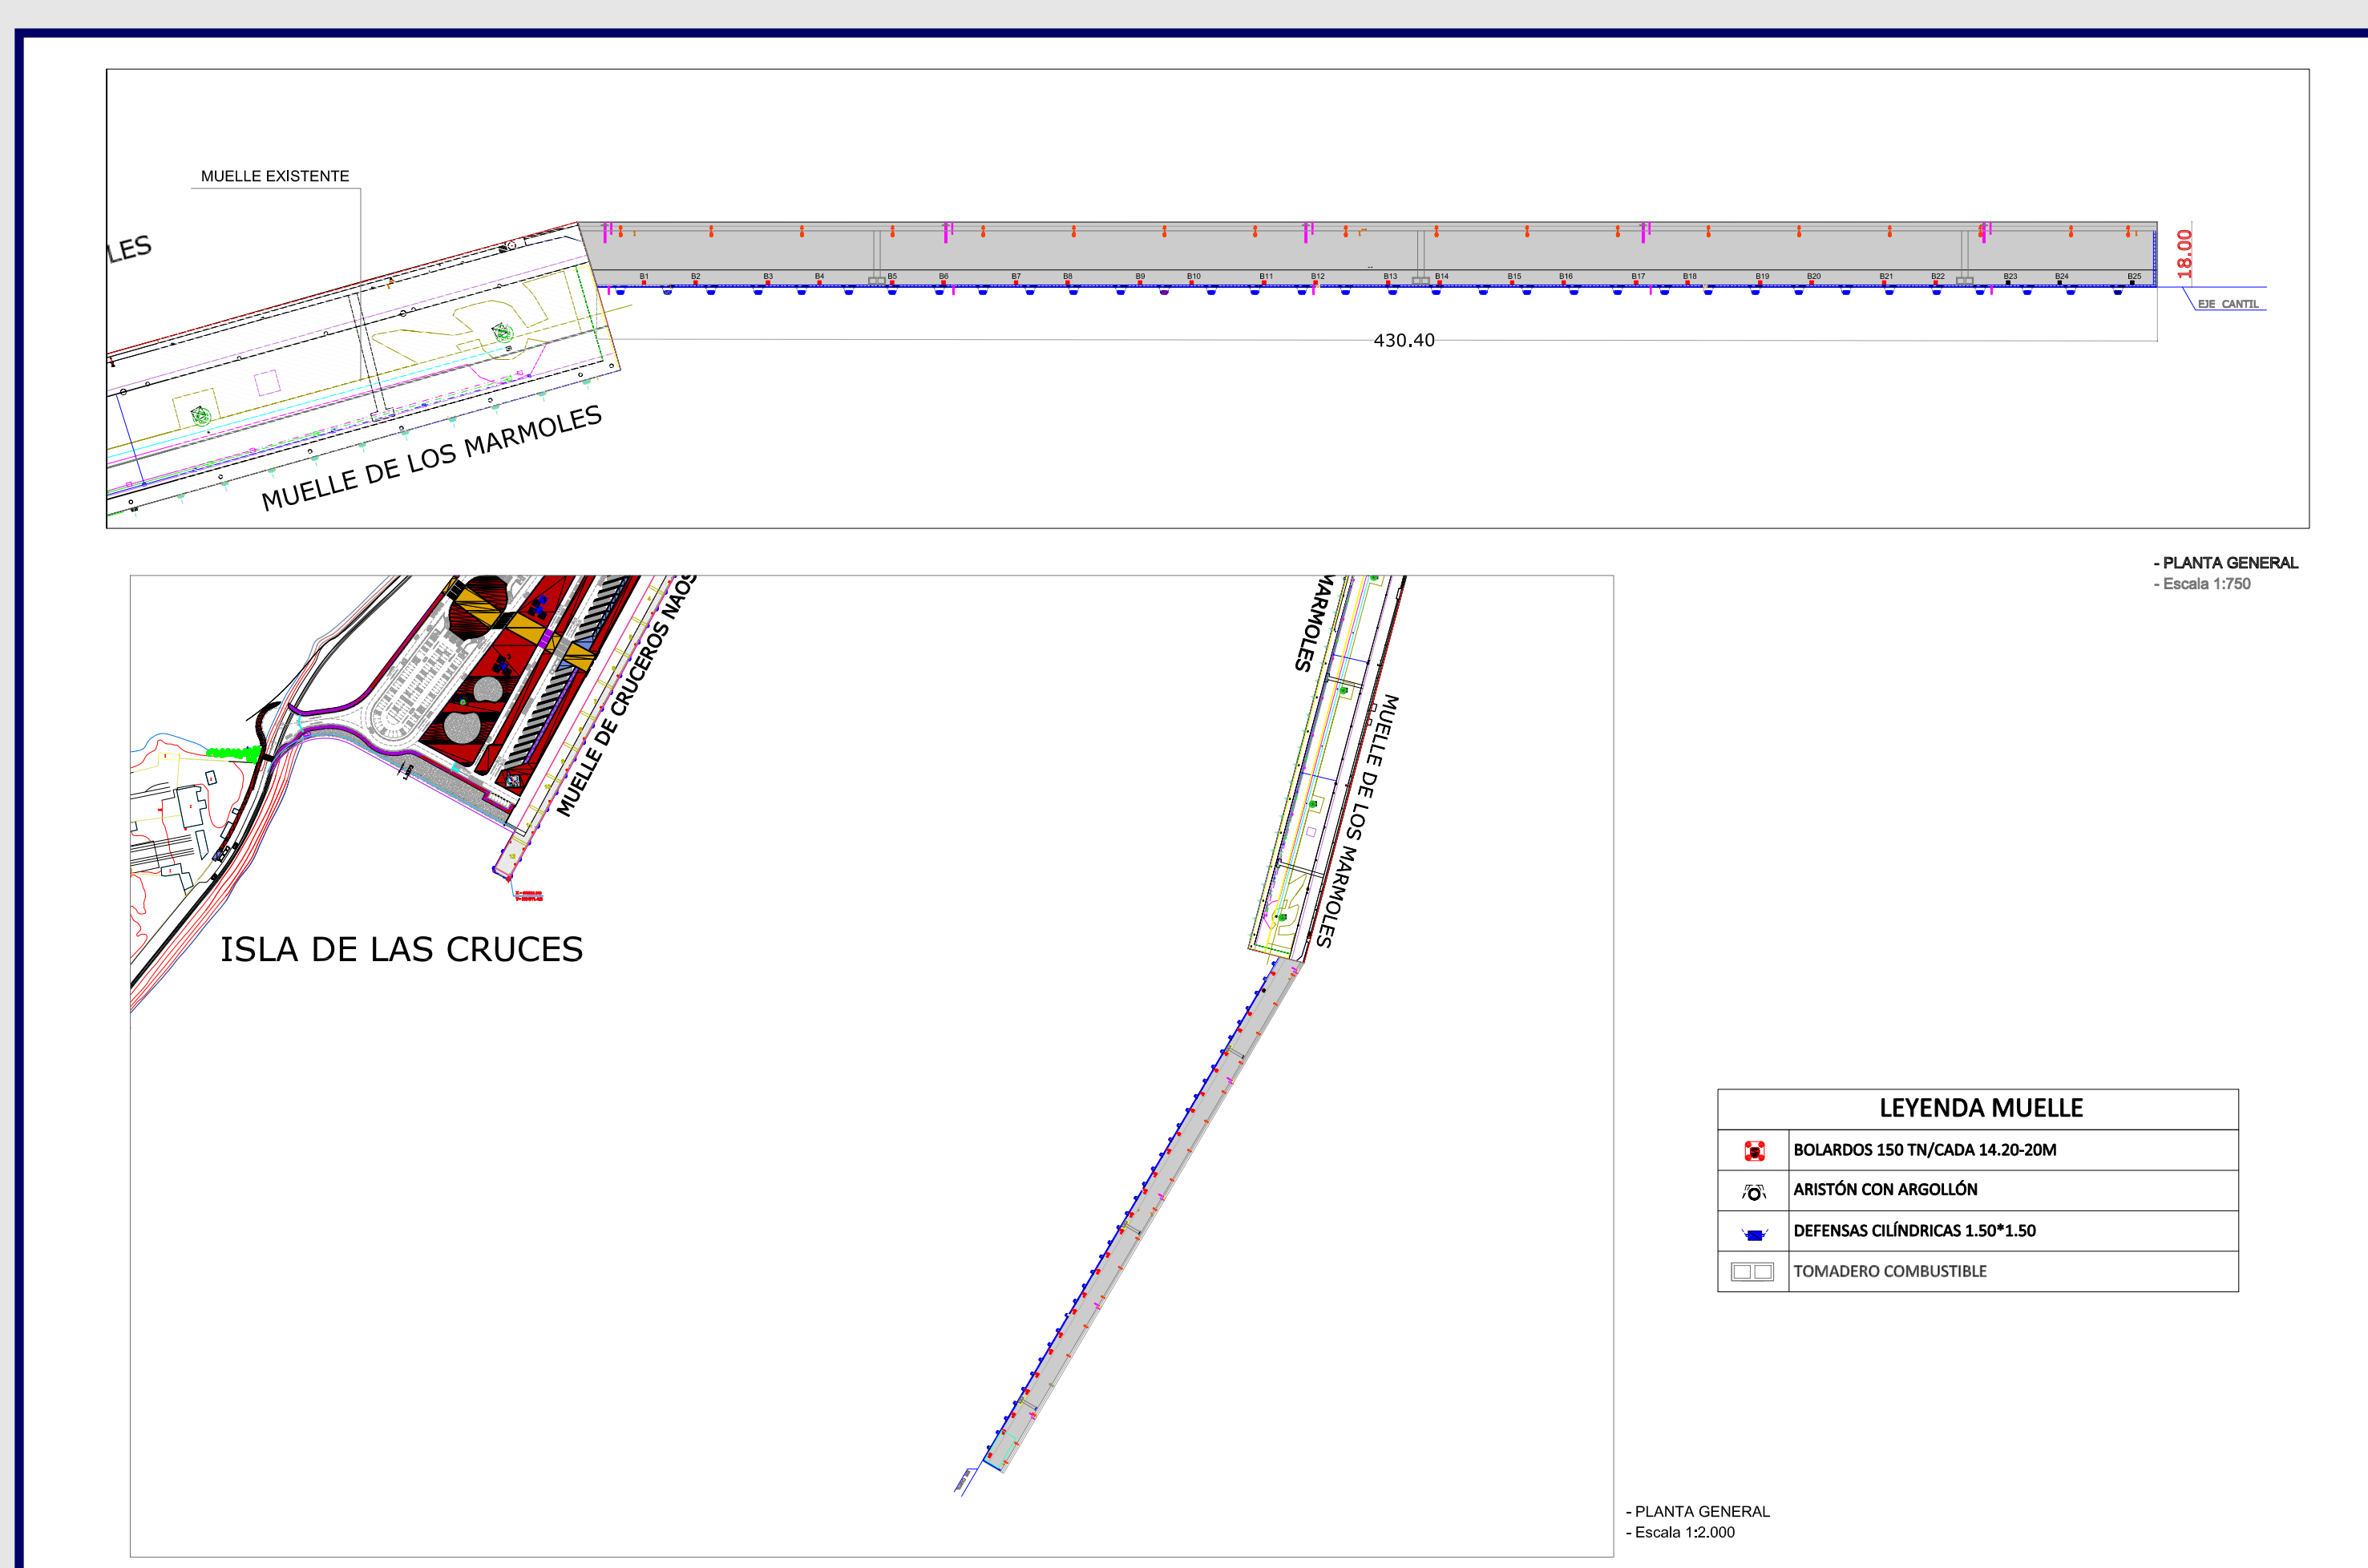 MUELLE EXISTENTE
LES
18.00
B1 B2 B3 B4 B5 B6 B7 B8 B9 B10 B11 B12 B13 B14 B15 B16 B17 B18 B19 B20 B21 B22 B23 B24 B25
EJE CANTIL
430.40
MUELLE DE LOS MARMOLES
- PLANTA GENERAL
- Escala 1:750
MUELLE DE CRUCEROS NAOS
MARMOLES
MUELLE DE LOS MARMOLES
ISLA DE LAS CRUCES
LEYENDA MUELLE
BOLARDOS 150 TN/CADA 14.20-20M
ARISTÓN CON ARGOLLÓN
DEFENSAS CILÍNDRICAS 1.50*1.50
TOMADERO COMBUSTIBLE
- PLANTA GENERAL
- Escala 1:2.000